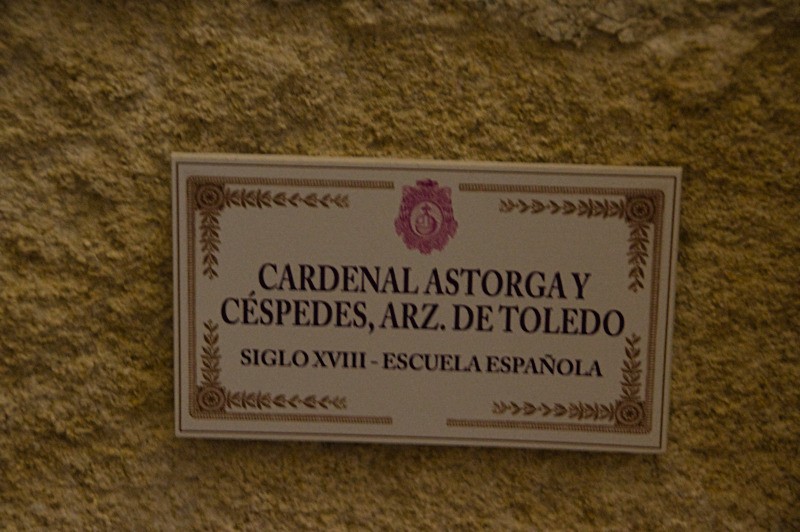 CARDENAL ASTORGA Y
CÉSPEDES, ARZ. DE TOLEDO
SIGLO XVIII - ESCUELA ESPAÑOLA